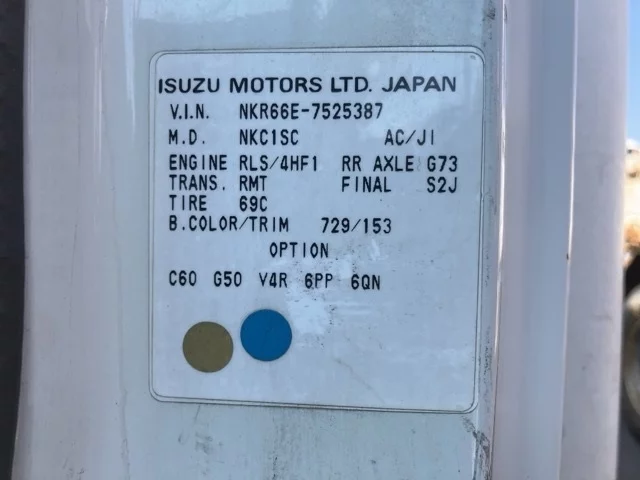 ISUZU MOTORS LTD. JAPAN
V.I.N. NKR66E-7525387
M.D. NKC1SC AC/JI
ENGINE RLS/4HF1 RR AXLE G73
TRANS. RMT FINAL S2J
TIRE 69C
B.COLOR/TRIM 729/153
OPTION
C60 G50 V4R 6PP 6QN